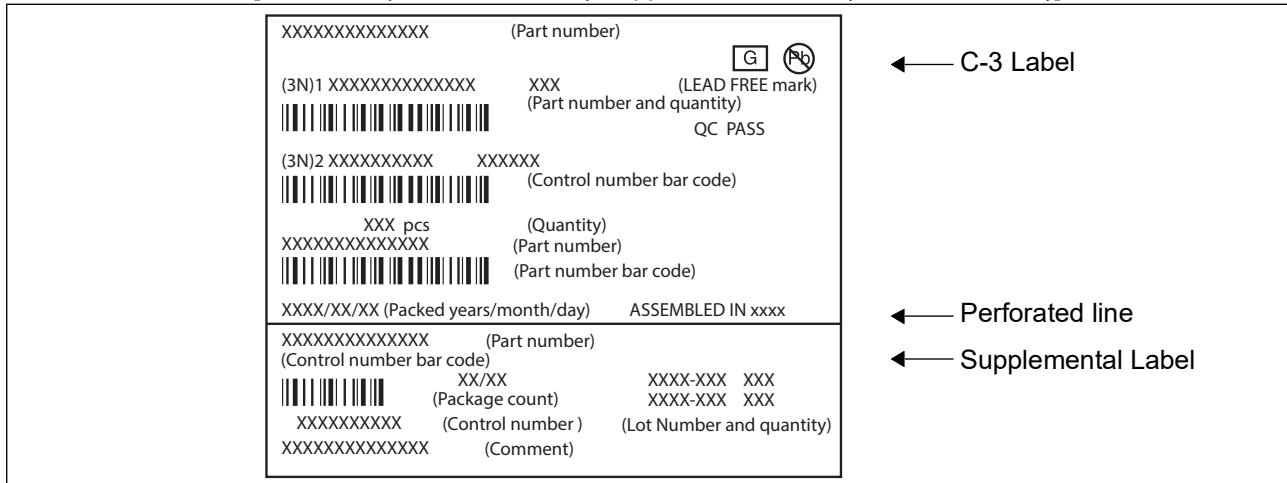 XXXXXXXXXXXXXX (Part number)
G Pb
C-3 Label
(3N)1 XXXXXXXXXXXXXX XXX (LEAD FREE mark)
(Part number and quantity)
QC PASS
(3N)2 XXXXXXXXXX XXXXXX
(Control number bar code)
XXX pcs (Quantity)
XXXXXXXXXXXXXX (Part number)
(Part number bar code)
XXXX/XX/XX (Packed years/month/day) ASSEMBLED IN xxxx
Perforated line
XXXXXXXXXXXXXX (Part number)
(Control number bar code)
Supplemental Label
XX/XX XXXX-XXX XXX
(Package count) XXXX-XXX XXX
XXXXXXXXXX (Control number ) (Lot Number and quantity)
XXXXXXXXXXXXXX (Comment)